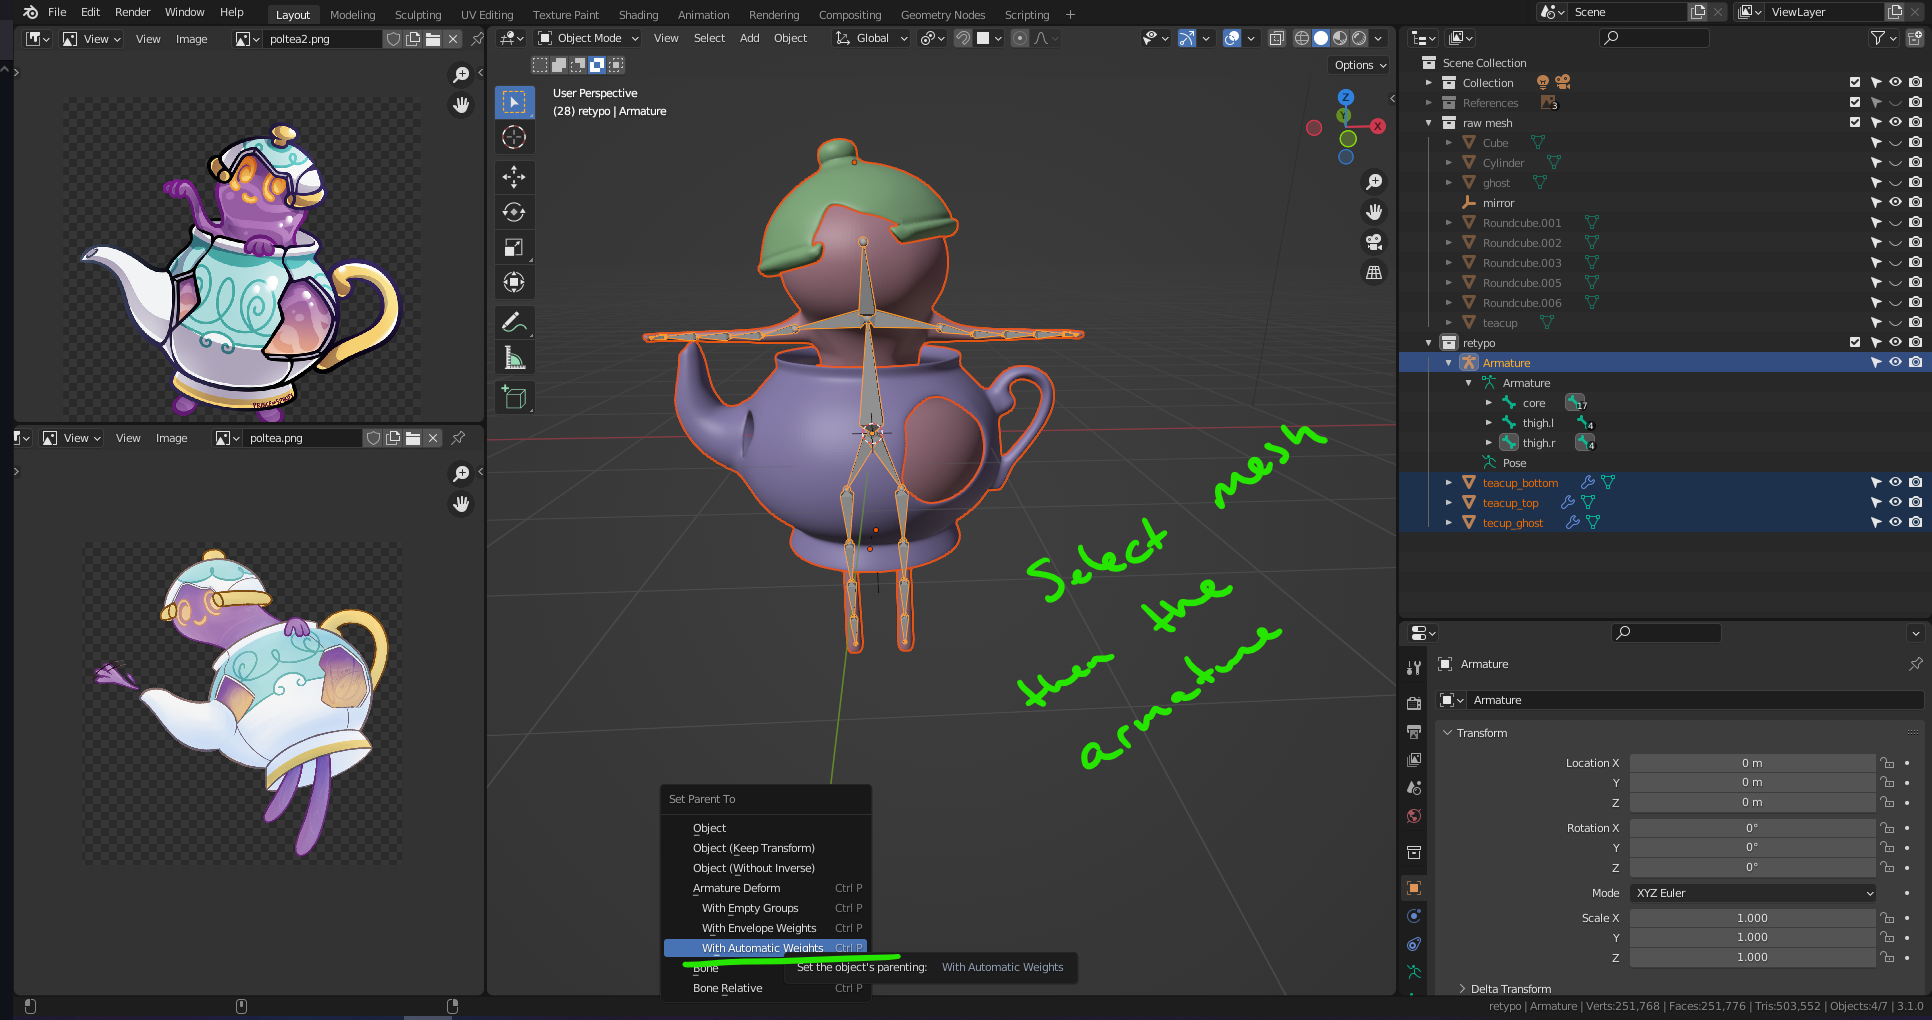 File Edit Render Window Help Layout Modeling Sculpting UV Editing Texture Paint Shading Animation Rendering Compositing Geometry Nodes Scripting + Scene ViewLayer
View View Image poltea2.png
Object Mode View Select Add Object Global
Options
User Perspective
(28) retypo | Armature
Z
Y
X
View View Image poltea.png
Select mesh
then the
armature
Set Parent To
Object
Object (Keep Transform)
Object (Without Inverse)
Armature Deform Ctrl P
With Empty Groups Ctrl P
With Envelope Weights Ctrl P
With Automatic Weights Ctrl P
Bone
Bone Relative Ctrl P
Set the object's parenting: With Automatic Weights
Scene Collection
Collection
References 3
raw mesh
Cube
Cylinder
ghost
mirror
Roundcube.001
Roundcube.002
Roundcube.003
Roundcube.005
Roundcube.006
teacup
retypo
Armature
Armature
core 17
thigh.l 4
thigh.r 4
Pose
teacup_bottom
teacup_top
tecup_ghost
Armature
Armature
Transform
Location X 0 m
Y 0 m
Z 0 m
Rotation X 0°
Y 0°
Z 0°
Mode XYZ Euler
Scale X 1.000
Y 1.000
Z 1.000
Delta Transform
retypo | Armature | Verts:251,768 | Faces:251,776 | Tris:503,552 | Objects:4/7 | 3.1.0